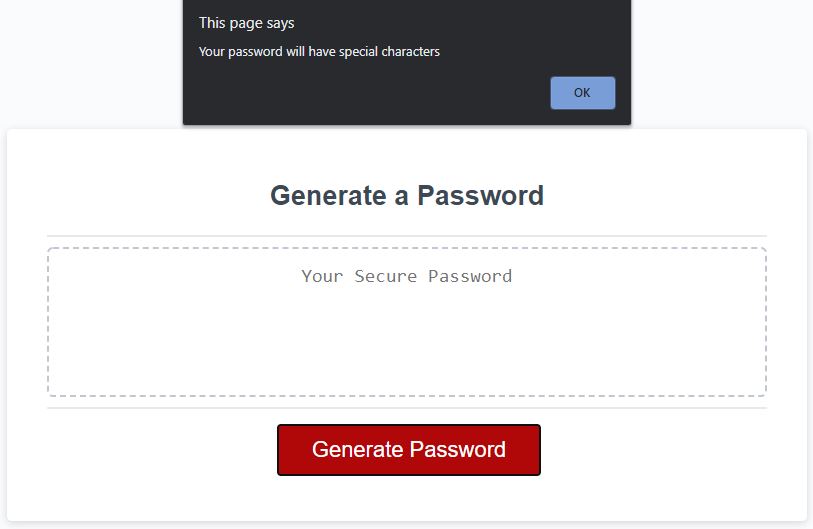 This page says
Your password will have special characters
OK
Generate a Password
Your Secure Password
Generate Password